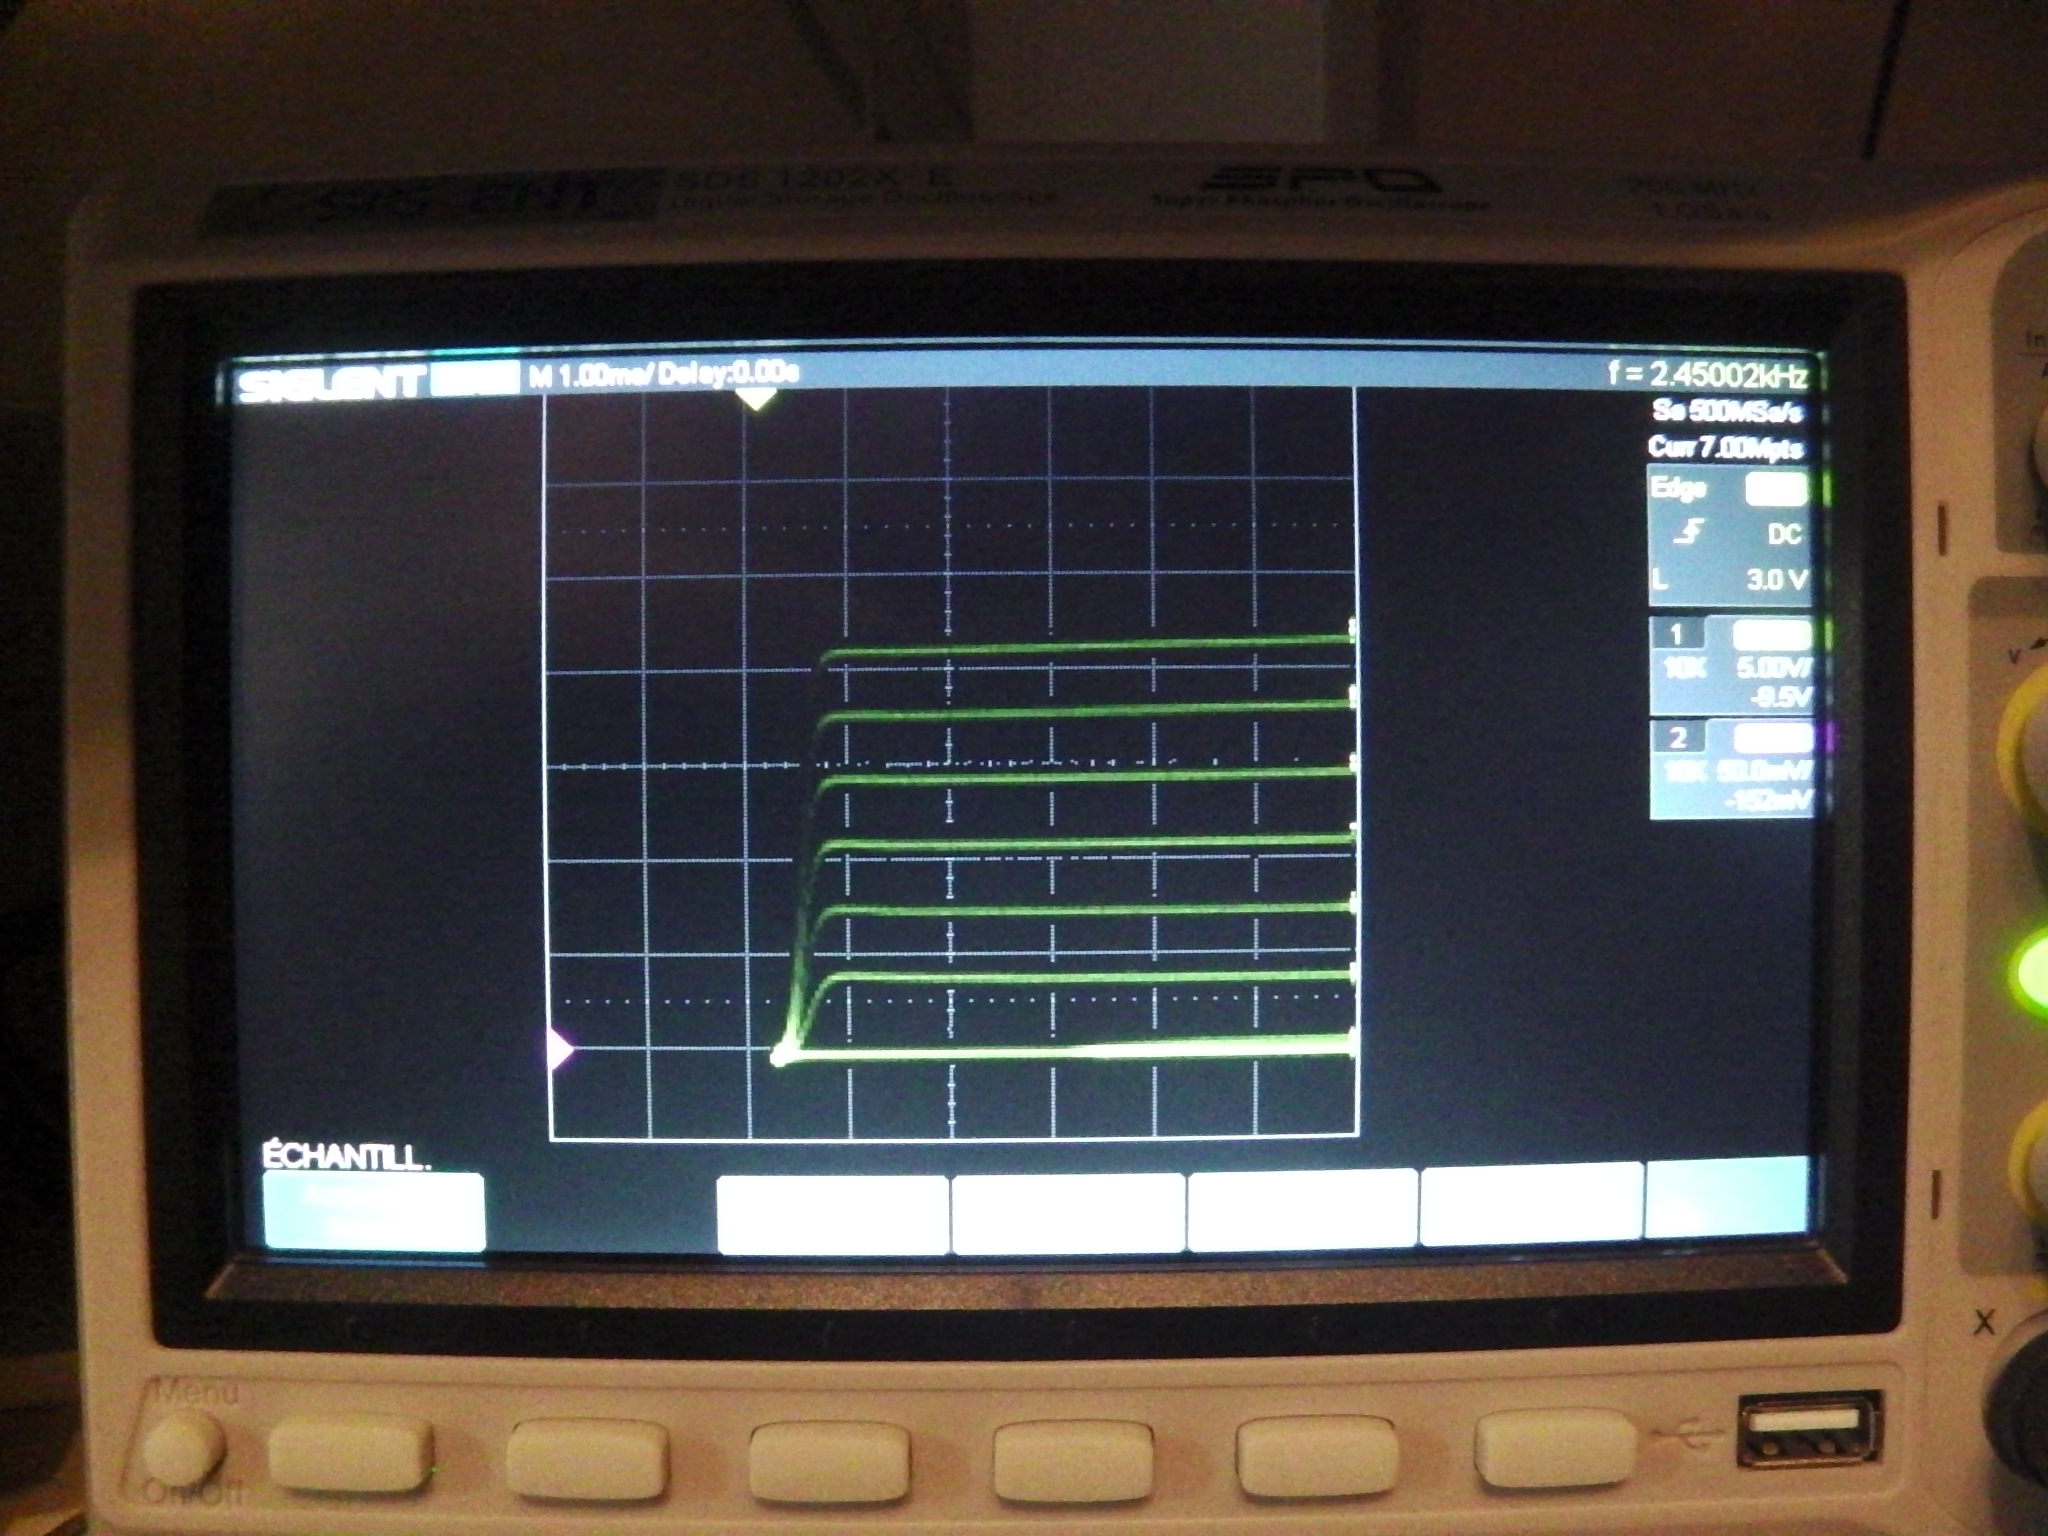 SIGLENT
SDS 1202X-E
Digital Storage Oscilloscope
SPO
Super Phosphor Oscilloscope
200 MHz
1 GSa/s
SIGLENT
M 1.00ms/ Delay:0.00s
f = 2.45002kHz
Sa 500MSa/s
Curr 7.00Mpts
Edge
DC
L 3.0 V
1
10X 5.00V/
-9.5V
2
10X 50.0mV/
-152mV
ÉCHANTILL.
Menu
On/Off
V
X